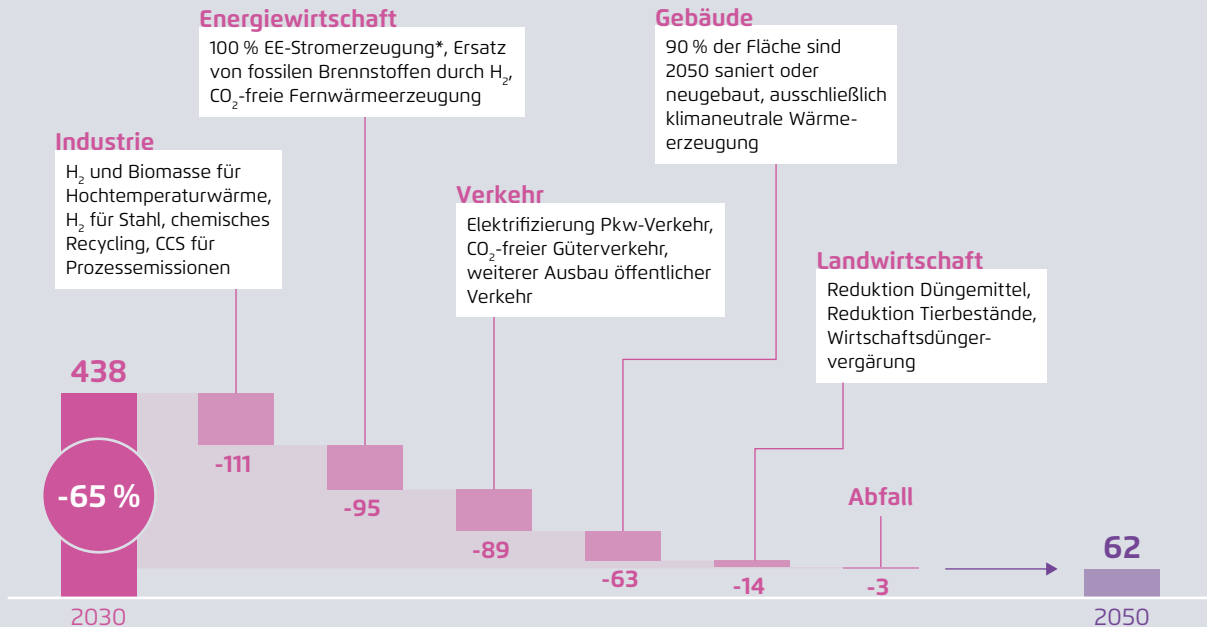 Energiewirtschaft
100 % EE-Stromerzeugung*, Ersatz
von fossilen Brennstoffen durch H₂,
CO₂-freie Fernwärmeerzeugung
Gebäude
90 % der Fläche sind
2050 saniert oder
neugebaut, ausschließlich
klimaneutrale Wärme-
erzeugung
Industrie
H₂ und Biomasse für
Hochtemperaturwärme,
H₂ für Stahl, chemisches
Recycling, CCS für
Prozessemissionen
Verkehr
Elektrifizierung Pkw-Verkehr,
CO₂-freier Güterverkehr,
weiterer Ausbau öffentlicher
Verkehr
Landwirtschaft
Reduktion Düngemittel,
Reduktion Tierbestände,
Wirtschaftsdünger-
vergärung
438
-65 %
-111
-95
-89
-63
-14
Abfall
-3
62
2030
2050